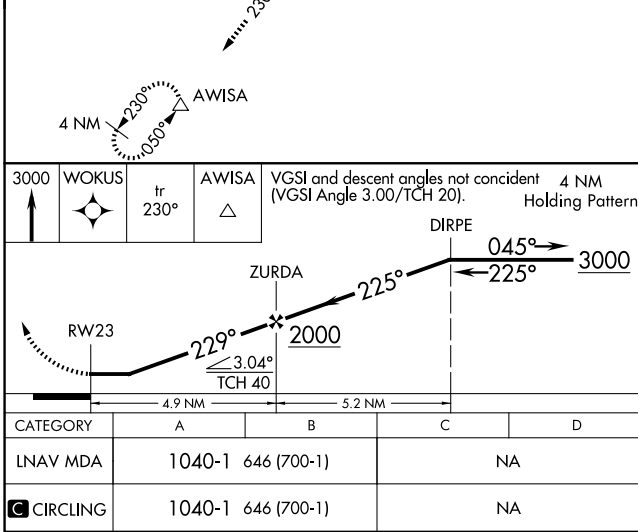 230
4 NM
230°
050°
AWISA
3000
WOKUS
tr
230°
AWISA
VGSI and descent angles not concident
(VGSI Angle 3.00/TCH 20).
4 NM
Holding Pattern
DIRPE
045°
225°
3000
ZURDA
225°
2000
RW23
229°
3.04°
TCH 40
4.9 NM
5.2 NM
CATEGORY A B C D
LNAV MDA 1040-1 646 (700-1) NA
C CIRCLING 1040-1 646 (700-1) NA